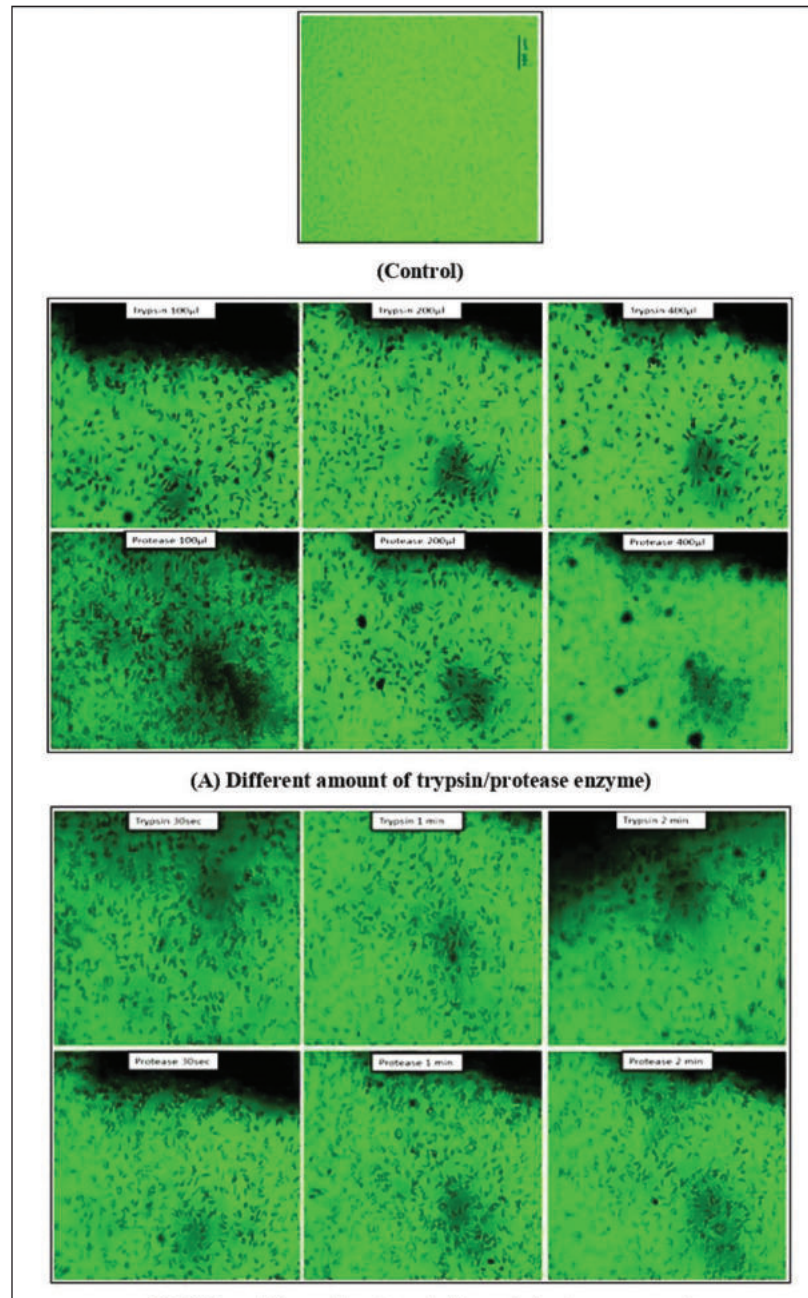 (Control)
Trypsin 100µl
Trypsin 200µl
Trypsin 400µl
Protease 100µl
Protease 200µl
Protease 400µl
(A) Different amount of trypsin/protease enzyme)
Trypsin 30sec
Trypsin 1 min
Trypsin 2 min
Protease 30sec
Protease 1 min
Protease 2 min